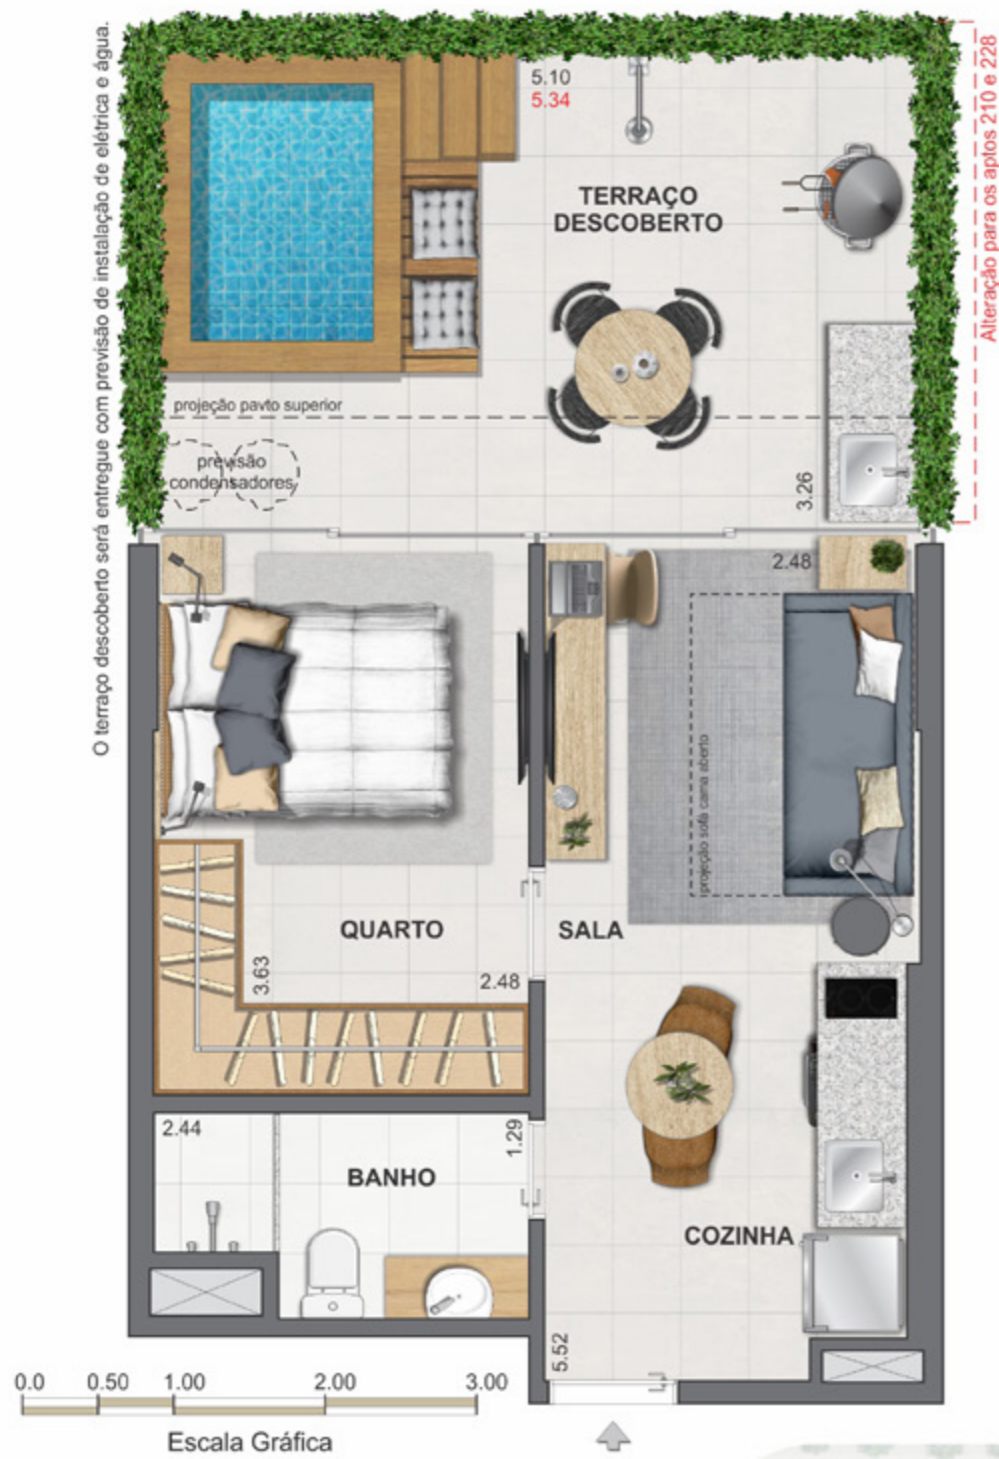 O terraço descoberto será entregue com previsão de instalação de elétrica e água.
5.10
5.34
Alteração para os aptos 210 e 228
TERRAÇO
DESCOBERTO
projeção pavto superior
previsão
condensadores
3.26
2.48
projeção sofá cama aberto
QUARTO
SALA
3.63
2.48
2.44
1.29
BANHO
COZINHA
5.52
0.0 0.50 1.00 2.00 3.00
Escala Gráfica